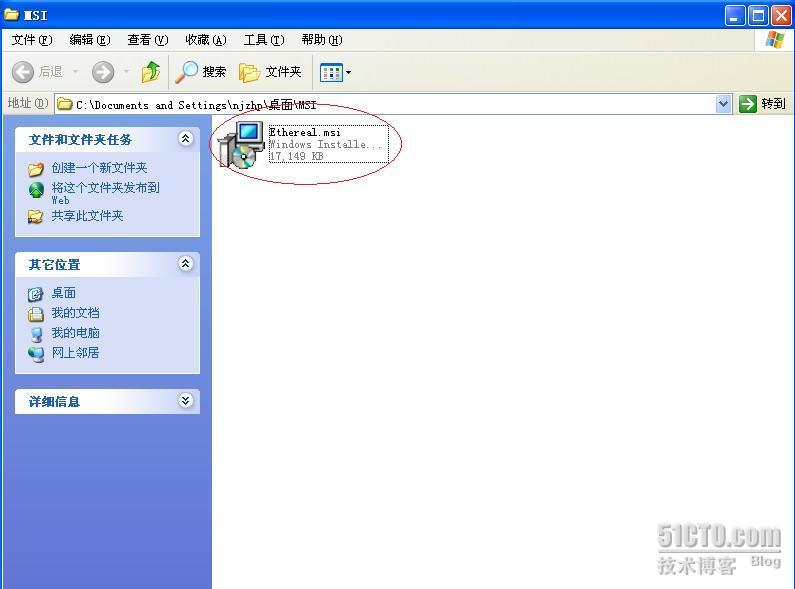 MSI
文件(F) 编辑(E) 查看(V) 收藏(A) 工具(T) 帮助(H)
后退 搜索 文件夹
地址(D) C:\Documents and Settings\njzhp\桌面\MSI 转到
文件和文件夹任务
创建一个新文件夹
将这个文件夹发布到
Web
共享此文件夹
其它位置
桌面
我的文档
我的电脑
网上邻居
详细信息
Ethereal.msi
Windows Installe...
17,149 KB
51CTO.com
技术博客 Blog